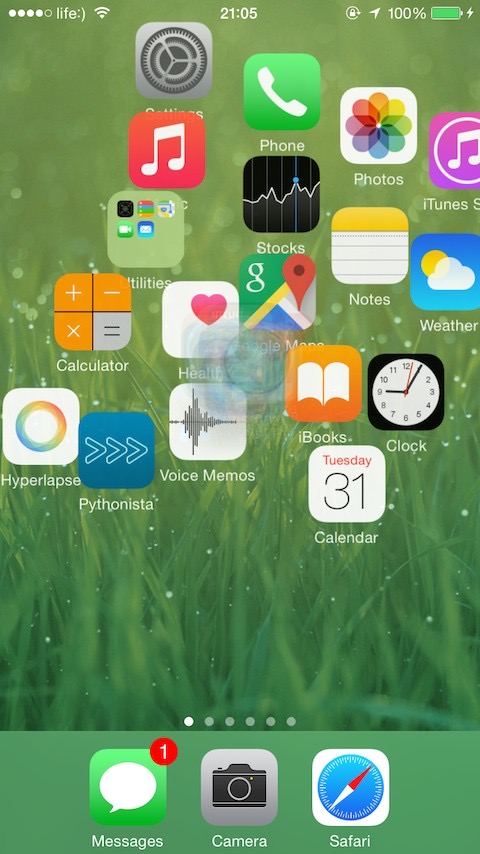 life:) 21:05 100%
Settings
Phone
Photos
iTunes S
Stocks
Utilities
Notes
Weather
g
Google Maps
Calculator
Health
iBooks
Clock
Hyperlapse
Voice Memos
Pythonista
Tuesday
31
Calendar
1
Messages
Camera
Safari